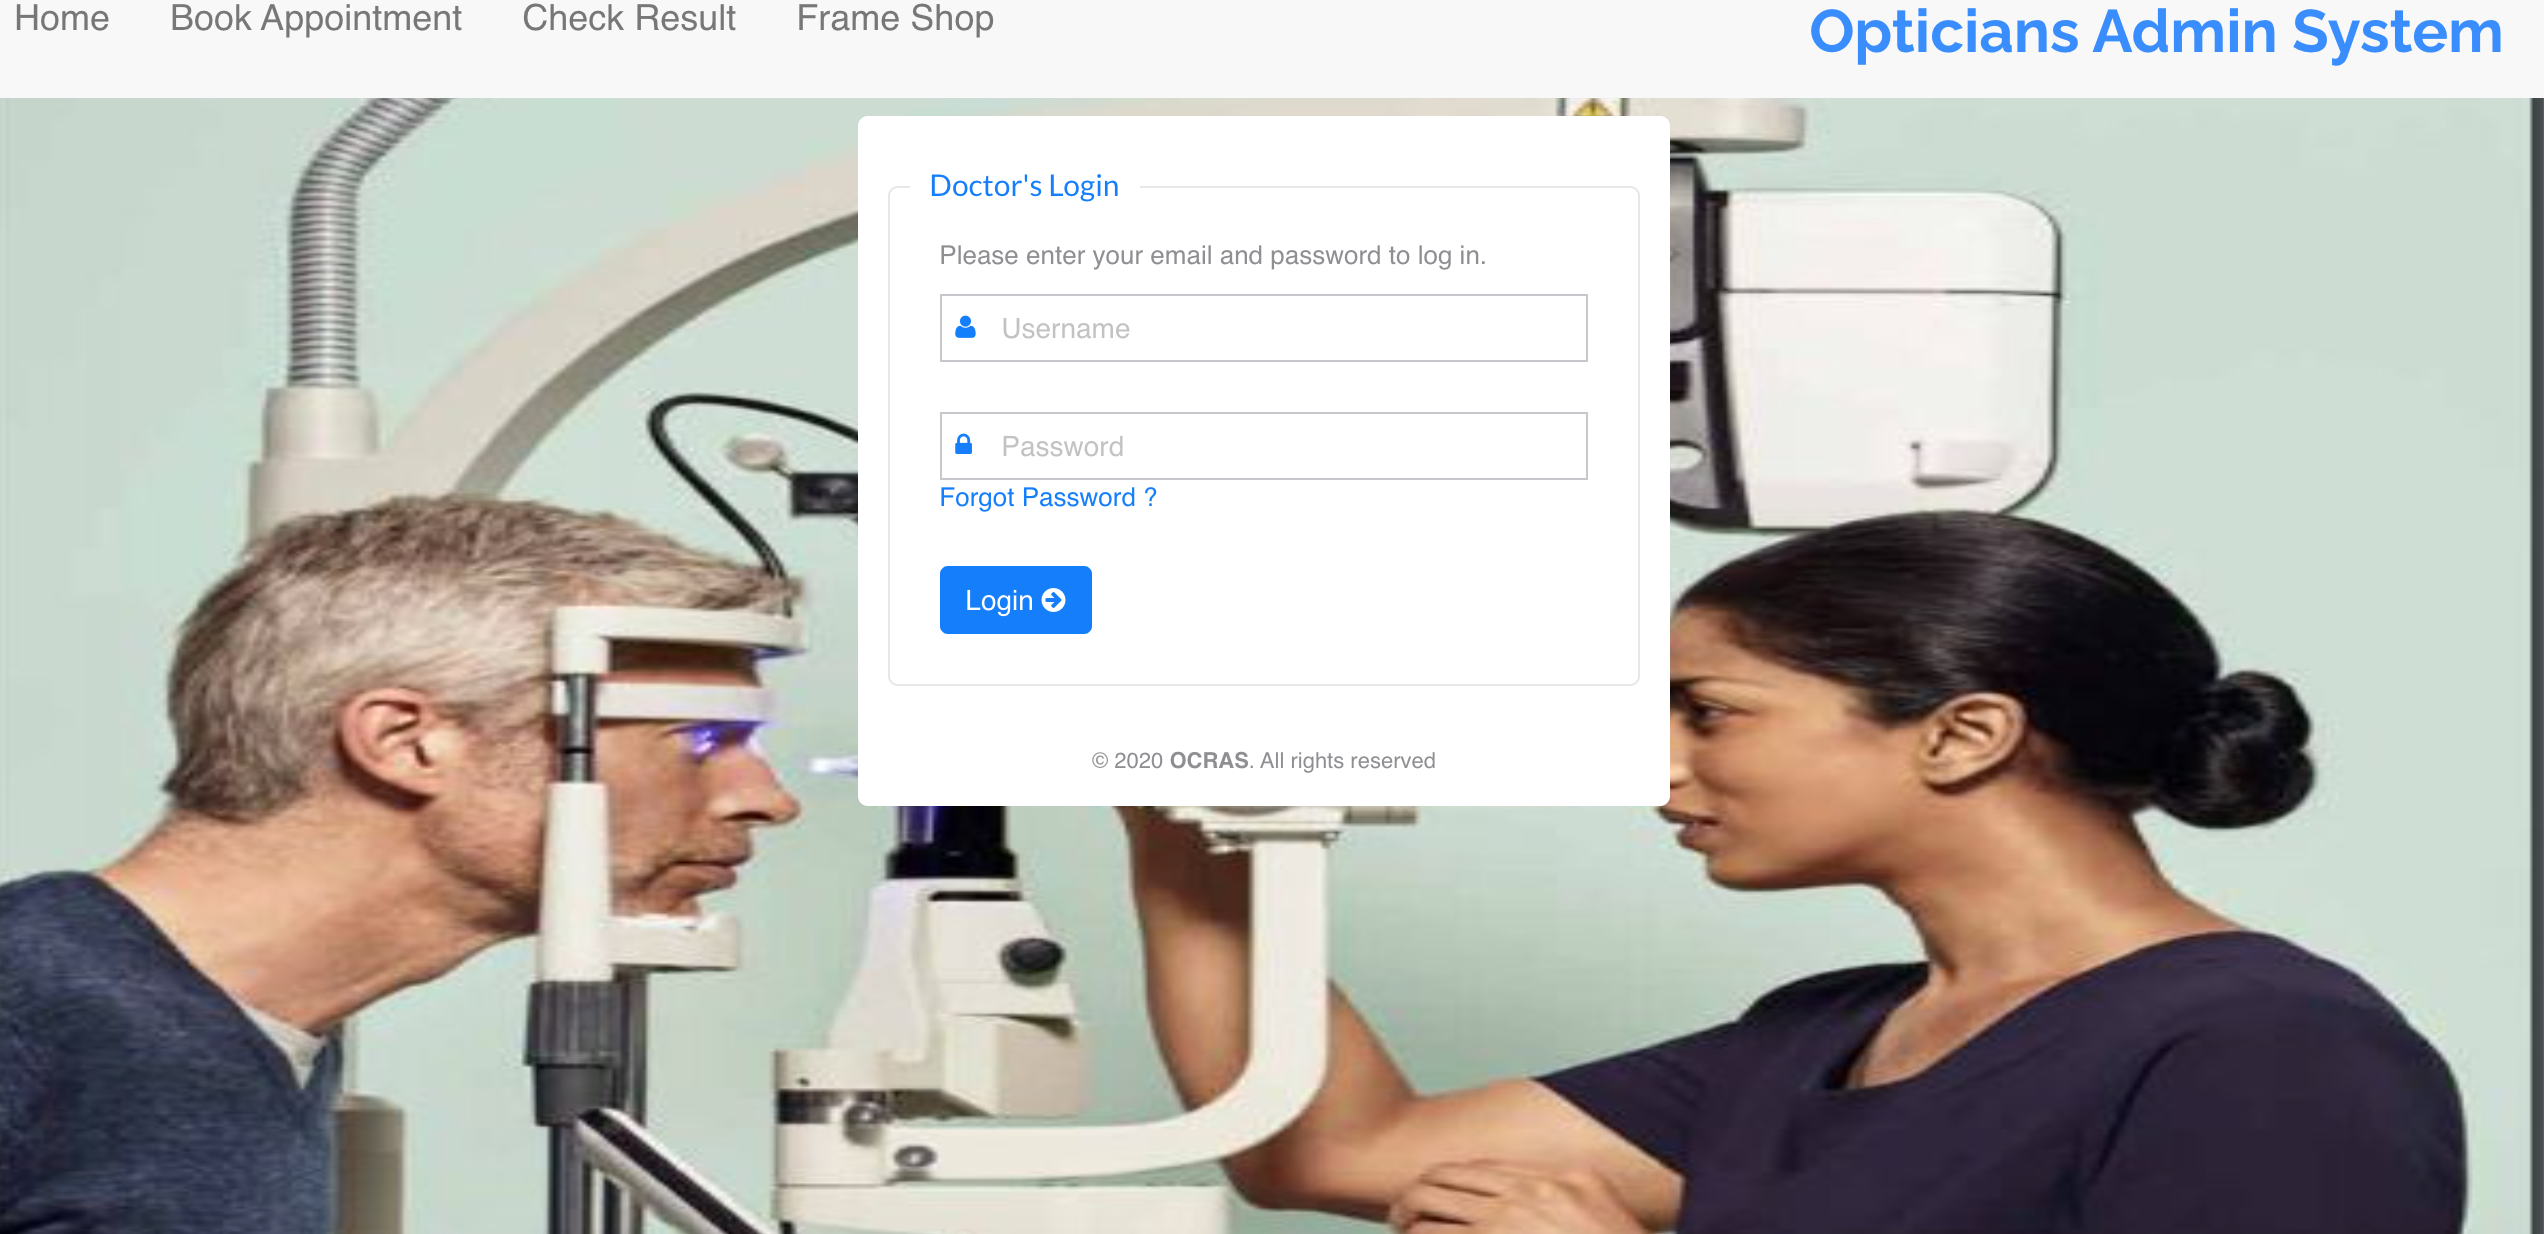 Home Book Appointment Check Result Frame Shop Opticians Admin System
Doctor's Login
Please enter your email and password to log in.
Username
Password
Forgot Password ?
Login
© 2020 OCRAS. All rights reserved